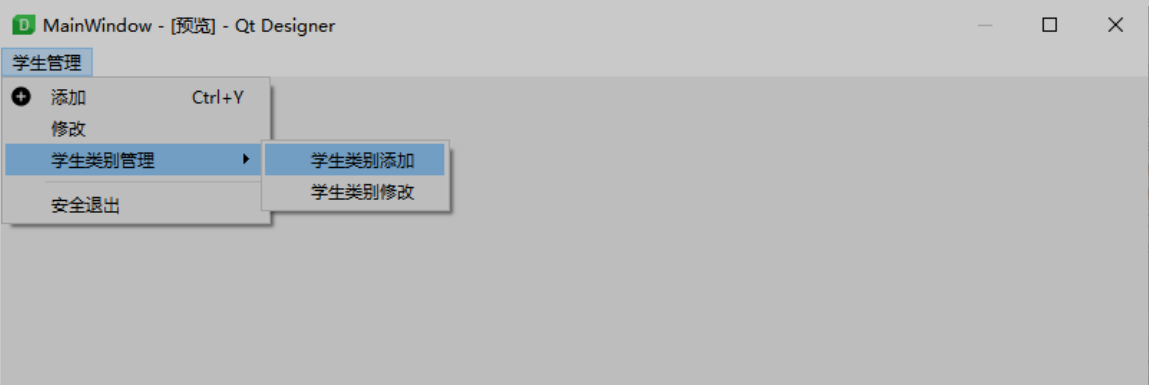 MainWindow - [预览] - Qt Designer
学生管理
添加 Ctrl+Y
修改
学生类别管理
学生类别添加
学生类别修改
安全退出